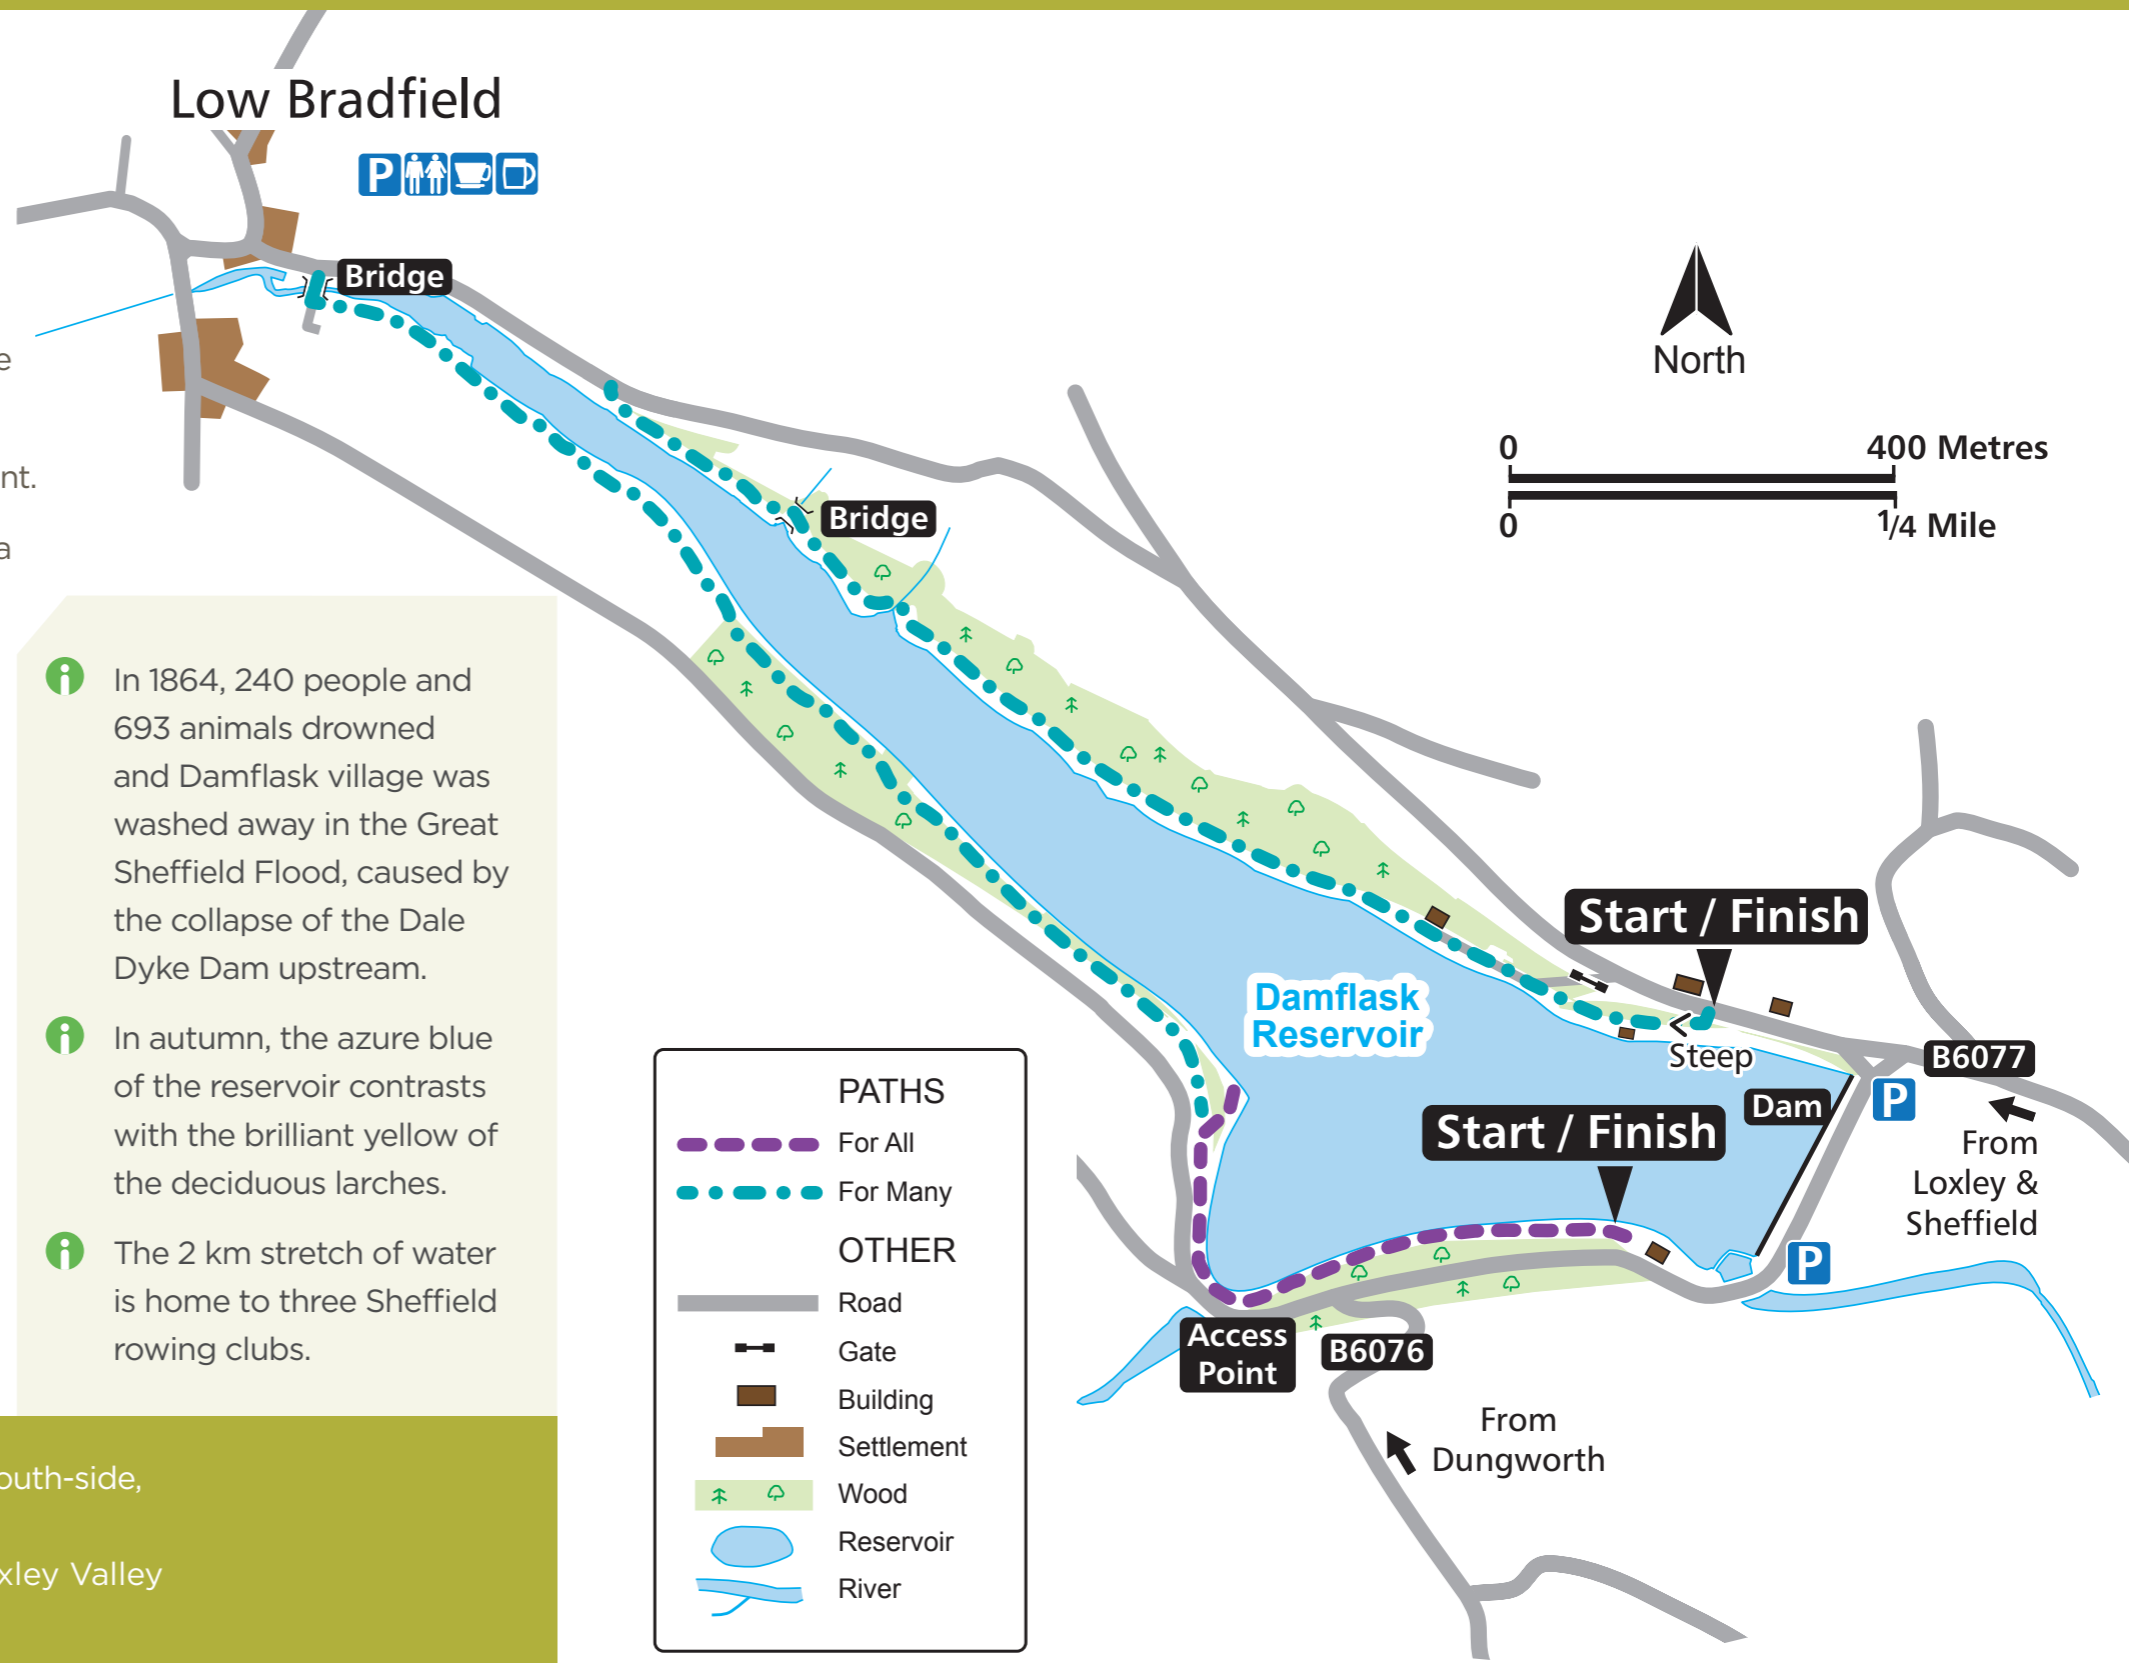 Low Bradfield
P
Bridge
e
nt.
a
Bridge
North
0 400 Metres
0 1/4 Mile
In 1864, 240 people and
693 animals drowned
and Damflask village was
washed away in the Great
Sheffield Flood, caused by
the collapse of the Dale
Dyke Dam upstream.
In autumn, the azure blue
of the reservoir contrasts
with the brilliant yellow of
the deciduous larches.
The 2 km stretch of water
is home to three Sheffield
rowing clubs.
outh-side,
xley Valley
PATHS
For All
For Many
OTHER
Road
Gate
Building
Settlement
Wood
Reservoir
River
Damflask
Reservoir
Start / Finish
Steep
B6077
P
Dam
Start / Finish
From
Loxley &
Sheffield
P
Access
Point
B6076
From
Dungworth